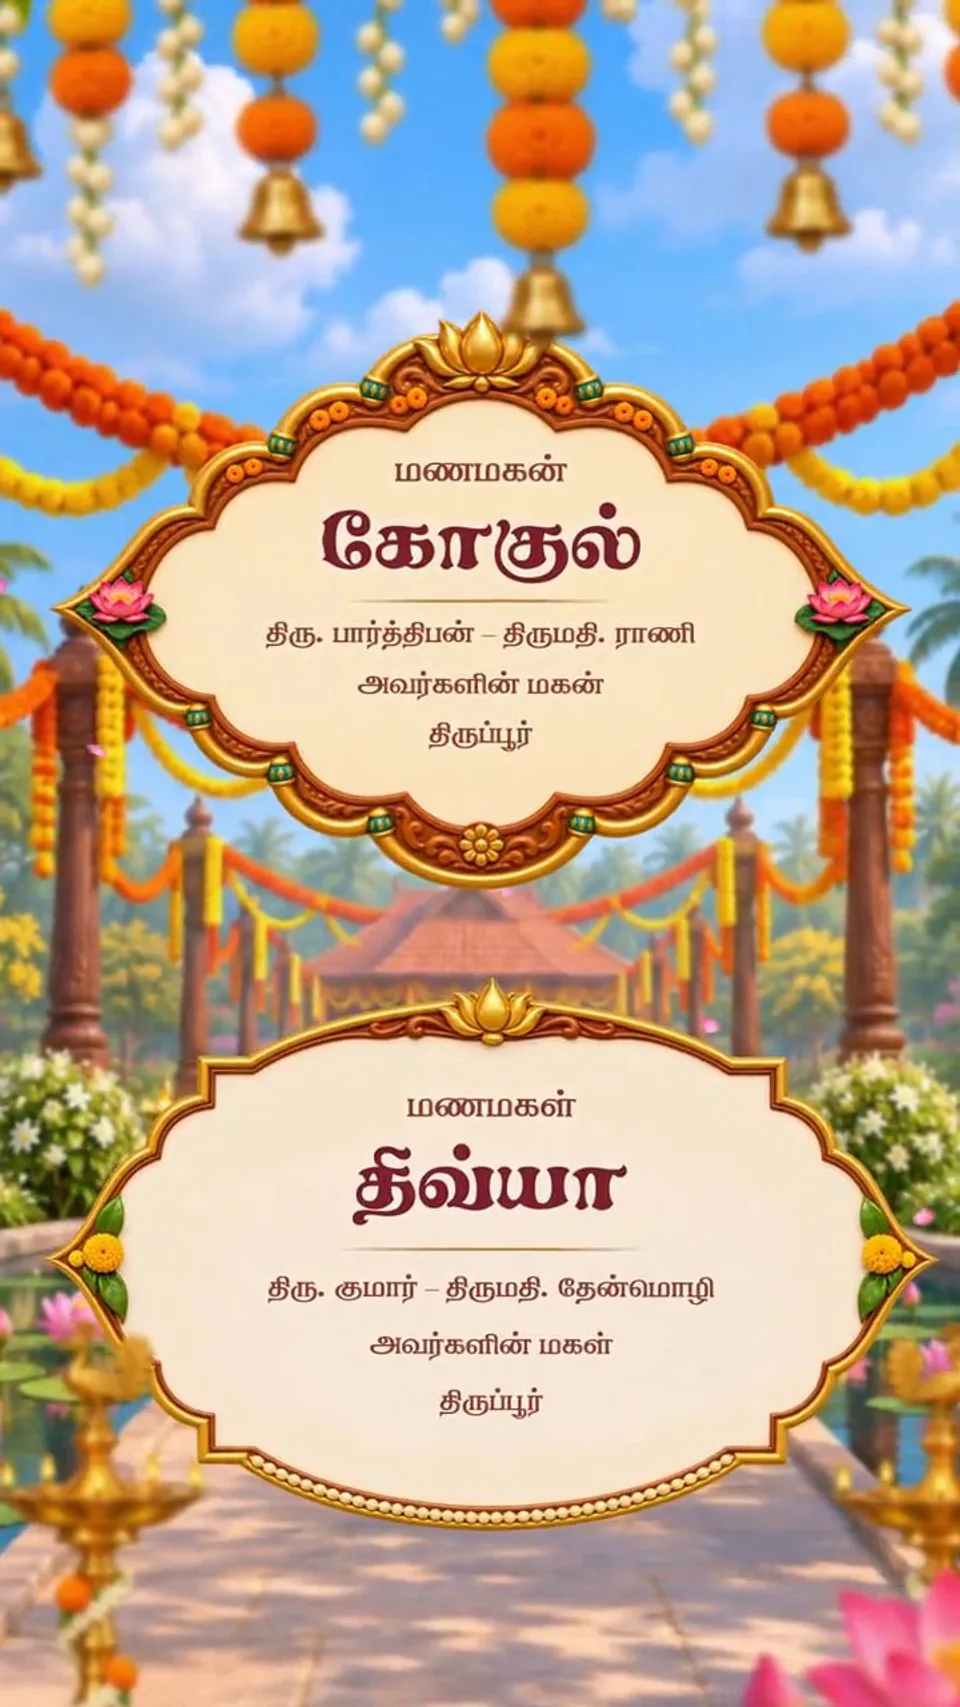 மணமகன்
கோகுல்
திரு. பார்த்திபன் – திருமதி. ராணி
அவர்களின் மகன்
திருப்பூர்
மணமகள்
திவ்யா
திரு. குமார் – திருமதி. தேன்மொழி
அவர்களின் மகள்
திருப்பூர்